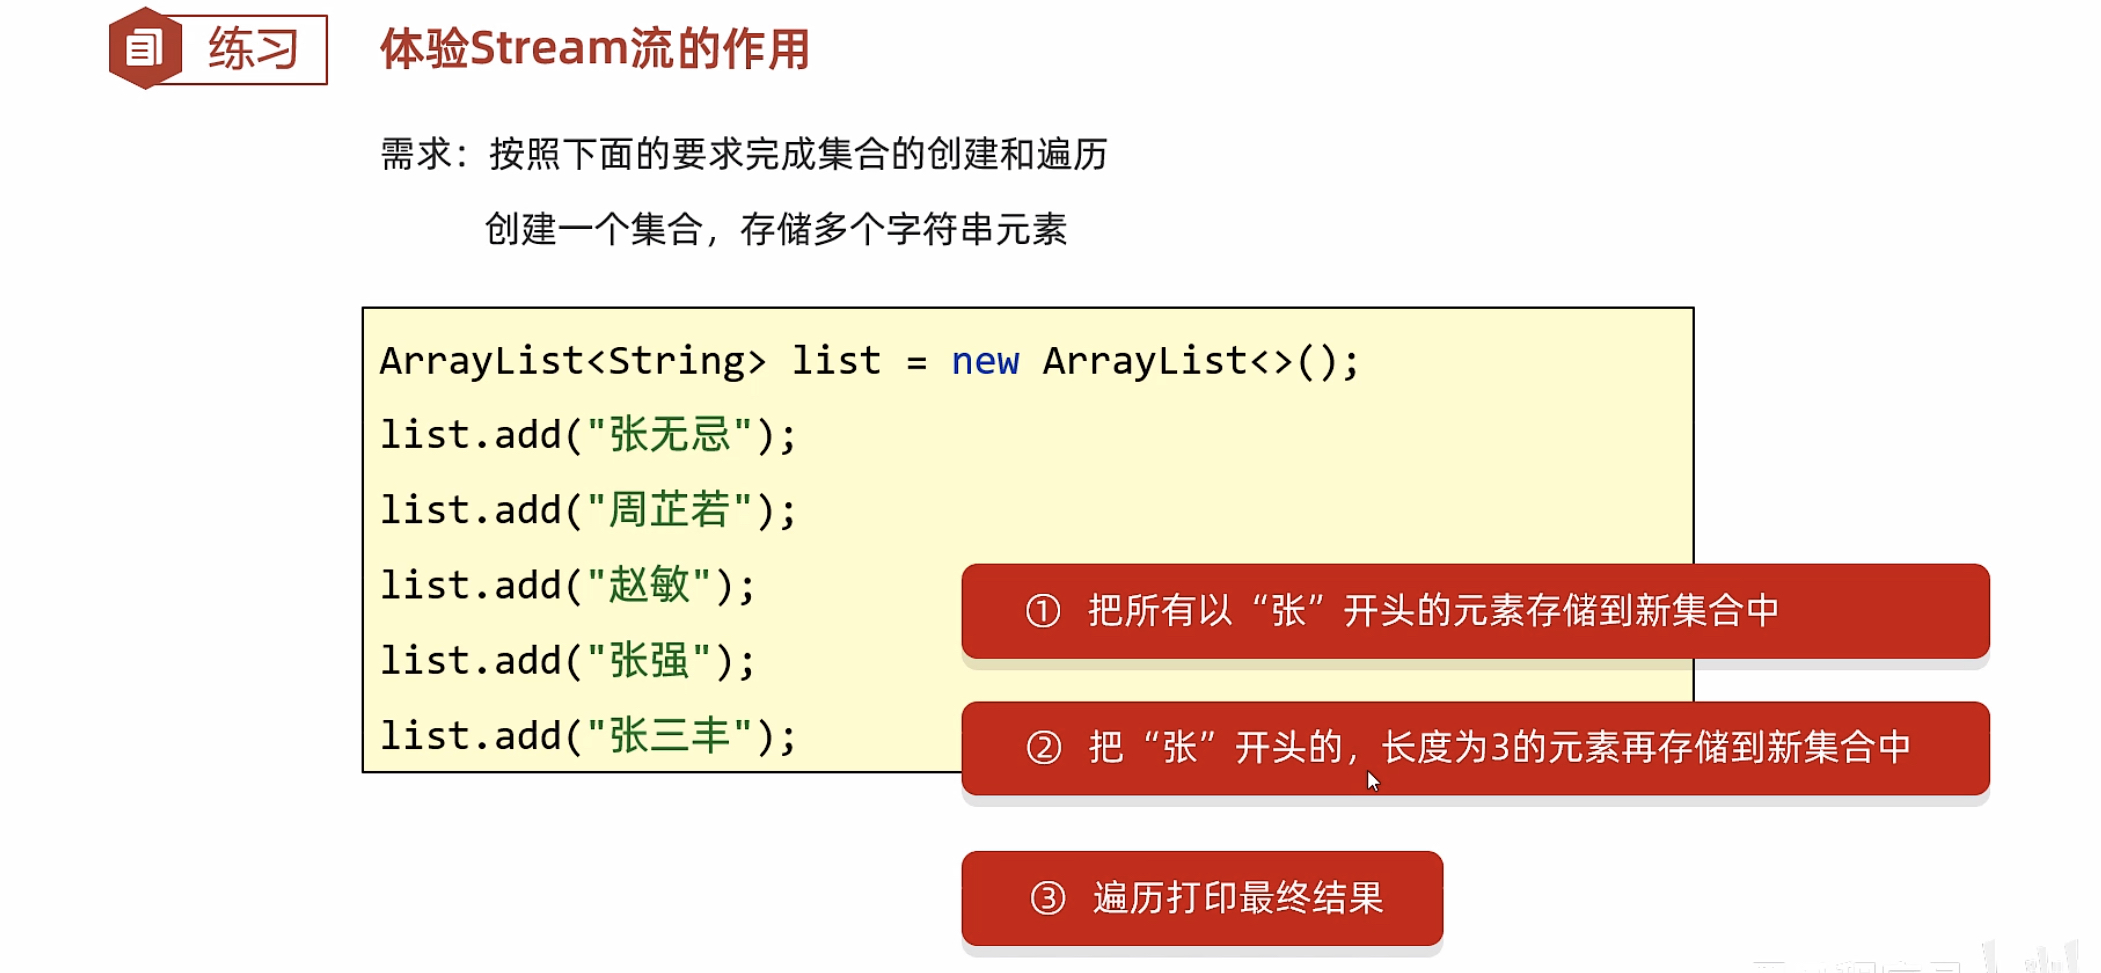 练习
体验Stream流的作用
需求：按照下面的要求完成集合的创建和遍历
创建一个集合，存储多个字符串元素
ArrayList<String> list = new ArrayList<>();
list.add("张无忌");
list.add("周芷若");
list.add("赵敏");
list.add("张强");
list.add("张三丰");
① 把所有以“张”开头的元素存储到新集合中
② 把“张”开头的，长度为3的元素再存储到新集合中
③ 遍历打印最终结果